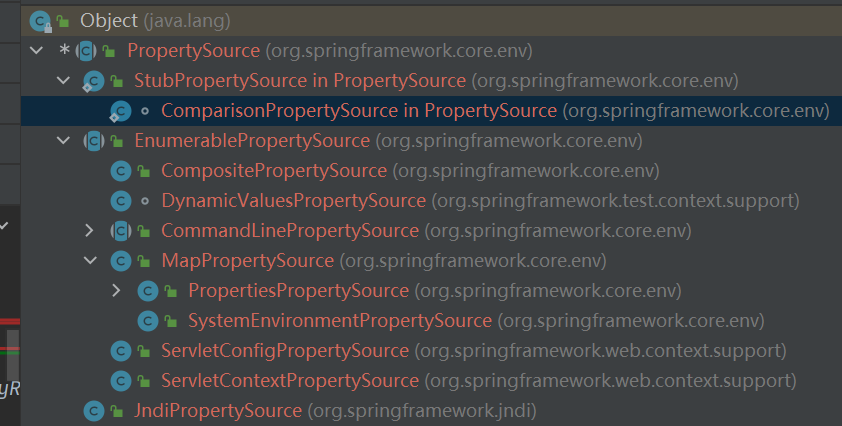 Object (java.lang)
* PropertySource (org.springframework.core.env)
StubPropertySource in PropertySource (org.springframework.core.env)
ComparisonPropertySource in PropertySource (org.springframework.core.env)
EnumerablePropertySource (org.springframework.core.env)
CompositePropertySource (org.springframework.core.env)
DynamicValuesPropertySource (org.springframework.test.context.support)
CommandLinePropertySource (org.springframework.core.env)
MapPropertySource (org.springframework.core.env)
PropertiesPropertySource (org.springframework.core.env)
SystemEnvironmentPropertySource (org.springframework.core.env)
ServletConfigPropertySource (org.springframework.web.context.support)
ServletContextPropertySource (org.springframework.web.context.support)
yR
JndiPropertySource (org.springframework.jndi)